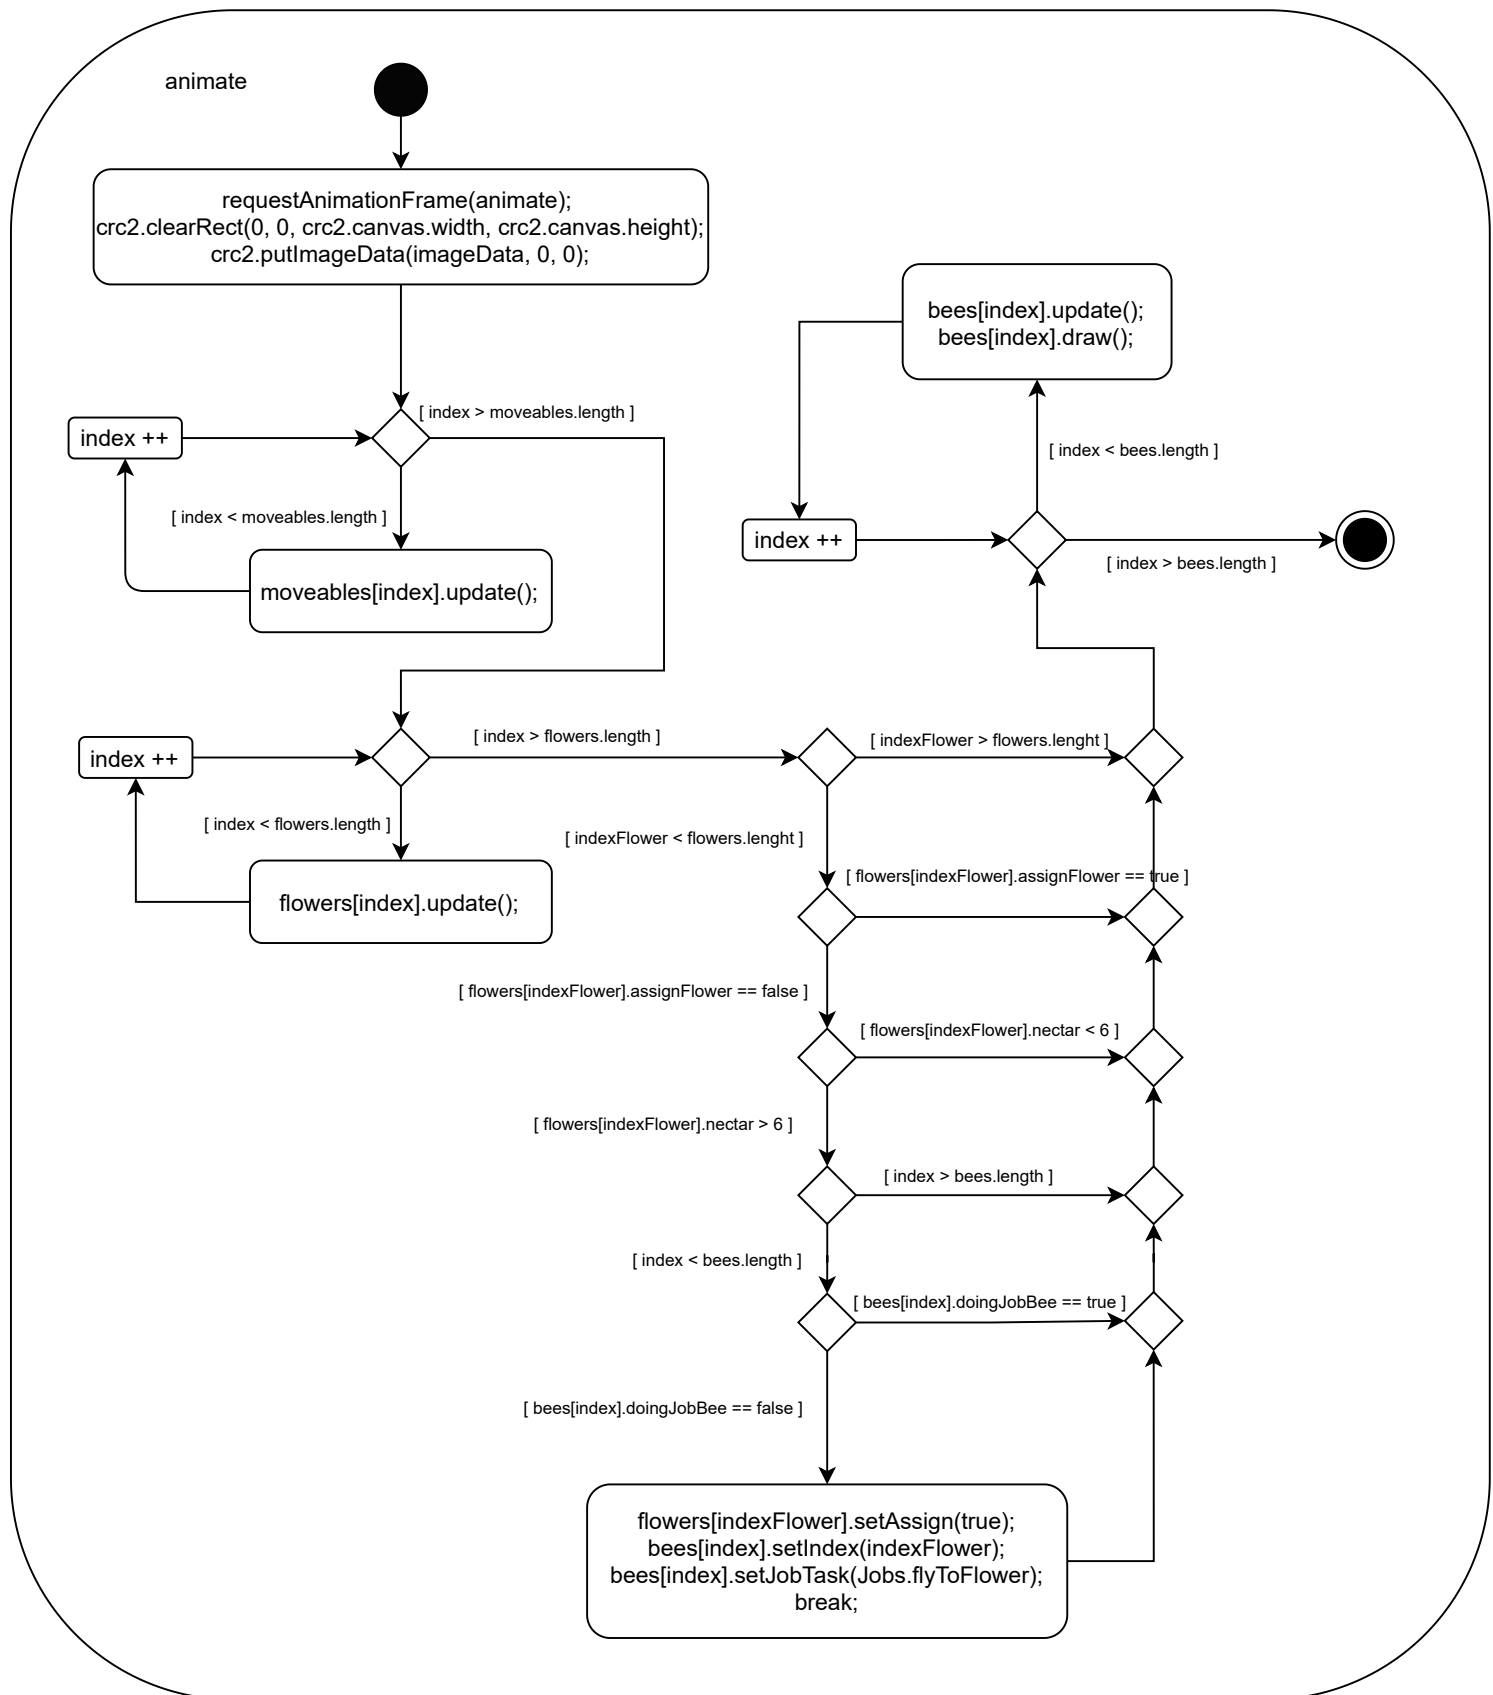 animate
requestAnimationFrame(animate);
crc2.clearRect(0, 0, crc2.canvas.width, crc2.canvas.height);
crc2.putImageData(imageData, 0, 0);
[ index > moveables.length ]
index ++
[ index < moveables.length ]
moveables[index].update();
bees[index].update();
bees[index].draw();
[ index < bees.length ]
index ++
[ index > bees.length ]
index ++
[ index > flowers.length ]
[ index < flowers.length ]
flowers[index].update();
[ indexFlower > flowers.lenght ]
[ indexFlower < flowers.lenght ]
[ flowers[indexFlower].assignFlower == true ]
[ flowers[indexFlower].assignFlower == false ]
[ flowers[indexFlower].nectar < 6 ]
[ flowers[indexFlower].nectar > 6 ]
[ index > bees.length ]
[ index < bees.length ]
[ bees[index].doingJobBee == true ]
[ bees[index].doingJobBee == false ]
flowers[indexFlower].setAssign(true);
bees[index].setIndex(indexFlower);
bees[index].setJobTask(Jobs.flyToFlower);
break;